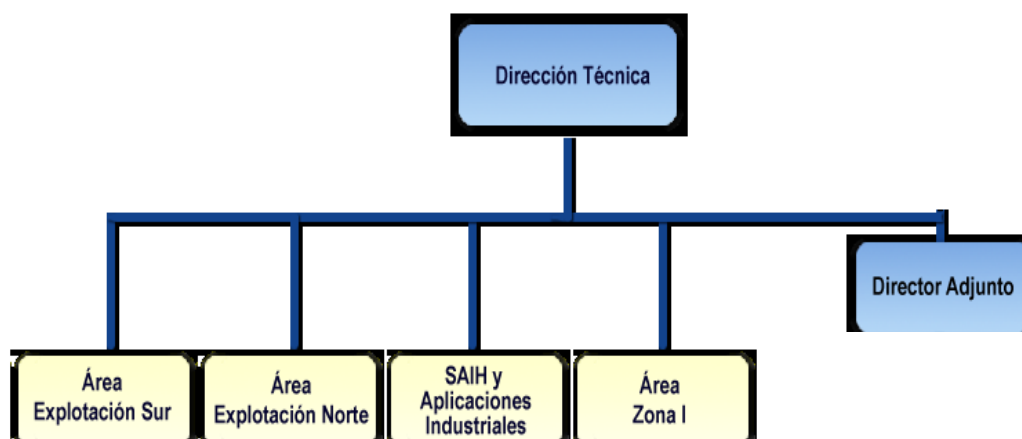 Dirección Técnica
Director Adjunto
Área
Explotación Sur
Área
Explotación Norte
SAIH y
Aplicaciones
Industriales
Área
Zona I